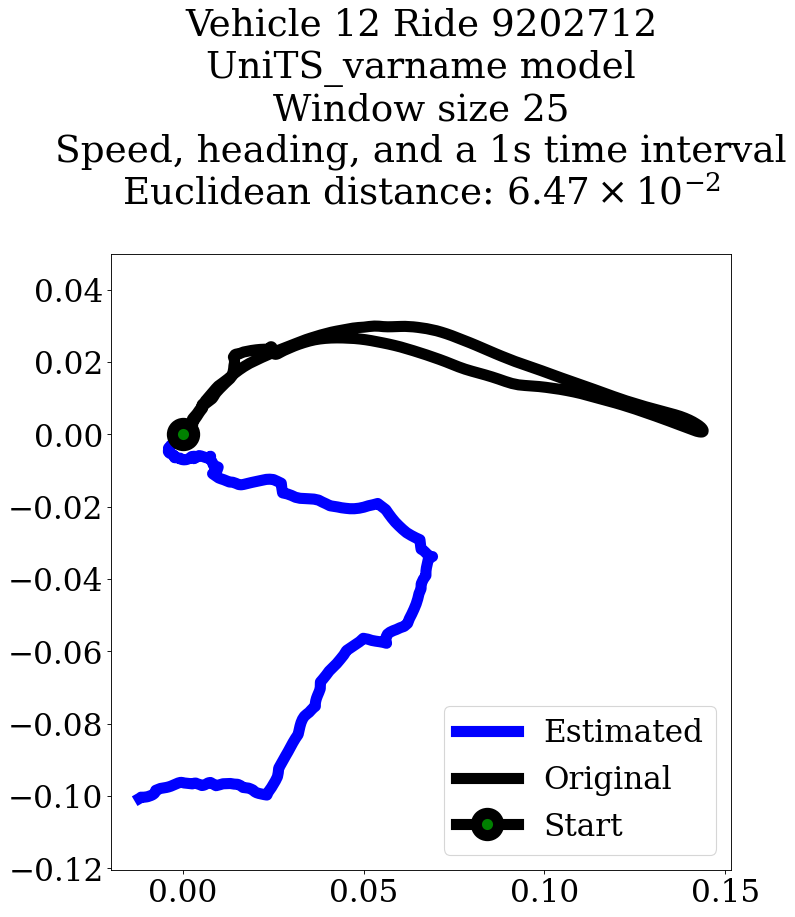 Vehicle 12 Ride 9202712
UniTS_varname model
Window size 25
Speed, heading, and a 1s time interval
Euclidean distance: 6.47 × 10⁻²
0.04
0.02
0.00
−0.02
−0.04
−0.06
−0.08
−0.10
−0.12
0.00 0.05 0.10 0.15
Estimated
Original
Start